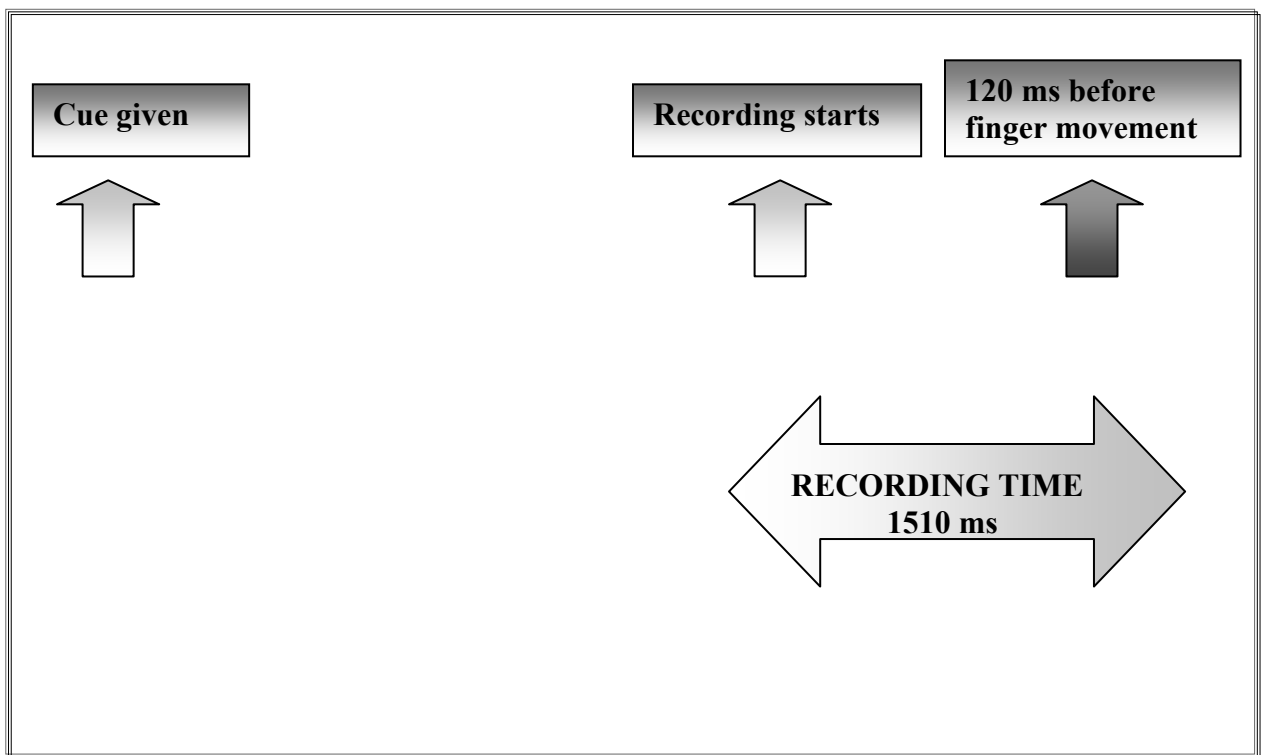 Cue given
Recording starts
120 ms before
finger movement
RECORDING TIME
1510 ms